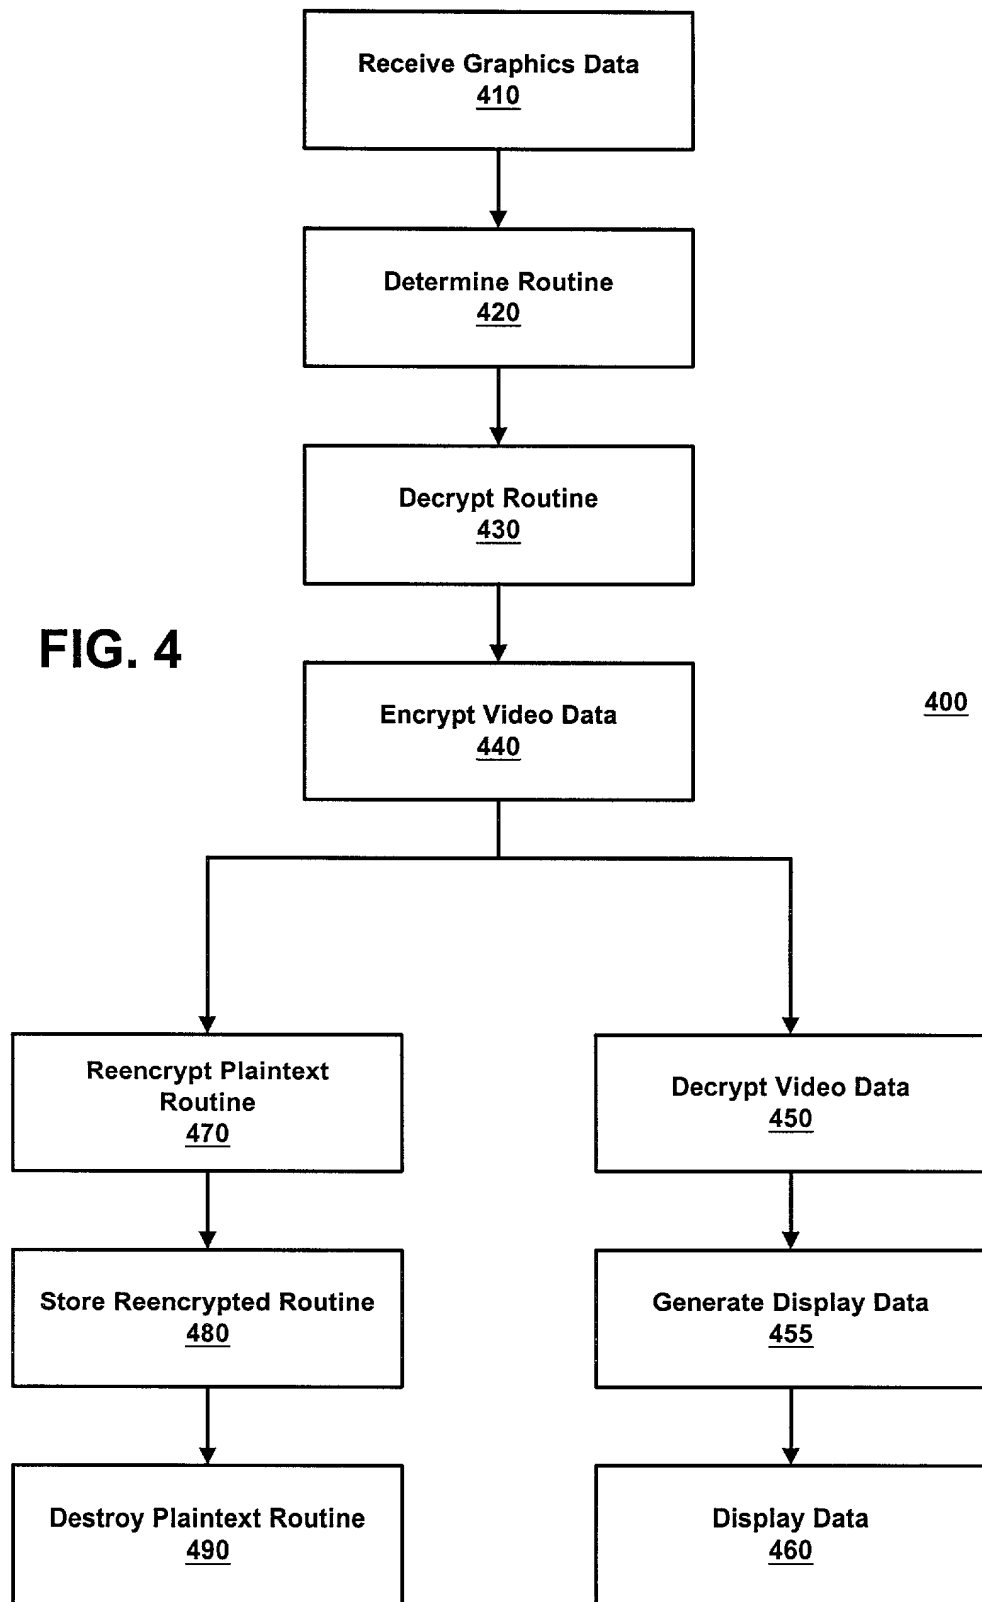 Receive Graphics Data
410
Determine Routine
420
Decrypt Routine
430
FIG. 4
Encrypt Video Data
440
400
Reencrypt Plaintext
Routine
470
Decrypt Video Data
450
Store Reencrypted Routine
480
Generate Display Data
455
Destroy Plaintext Routine
490
Display Data
460